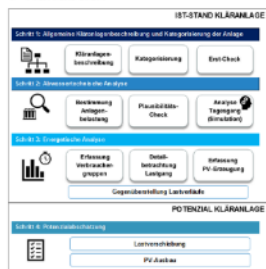 IST-STAND KLÄRANLAGE
Schritt 1: Allgemeine Kläranlagenbeschreibung und Kategorisierung der Anlage
Kläranlagen-
beschreibung
Kategorisierung
Erst-Check
Schritt 2: Abwassertechnische Analyse
Bestimmung
Anlagen-
belastung
Plausibilitäts-
Check
Analyse
Tagesgang
(Simulation)
Schritt 3: Energetische Analyse
Erfassung
Verbraucher-
gruppen
Detail-
betrachtung
Lastgang
Erfassung
PV-Erzeugung
Gegenüberstellung Lastverläufe
POTENZIAL KLÄRANLAGE
Schritt 4: Potenzialabschätzung
Lastverschiebung
PV-Ausbau